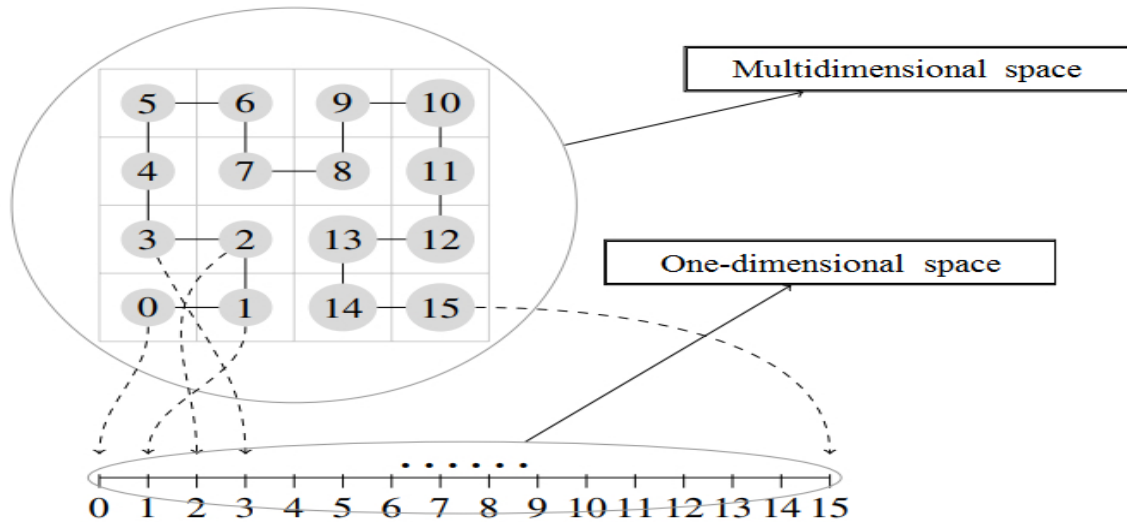 Multidimensional space
5 6 9 10
4 7 8 11
3 2 13 12
One-dimensional space
0 1 14 15
0 1 2 3 4 5 6 7 8 9 10 11 12 13 14 15